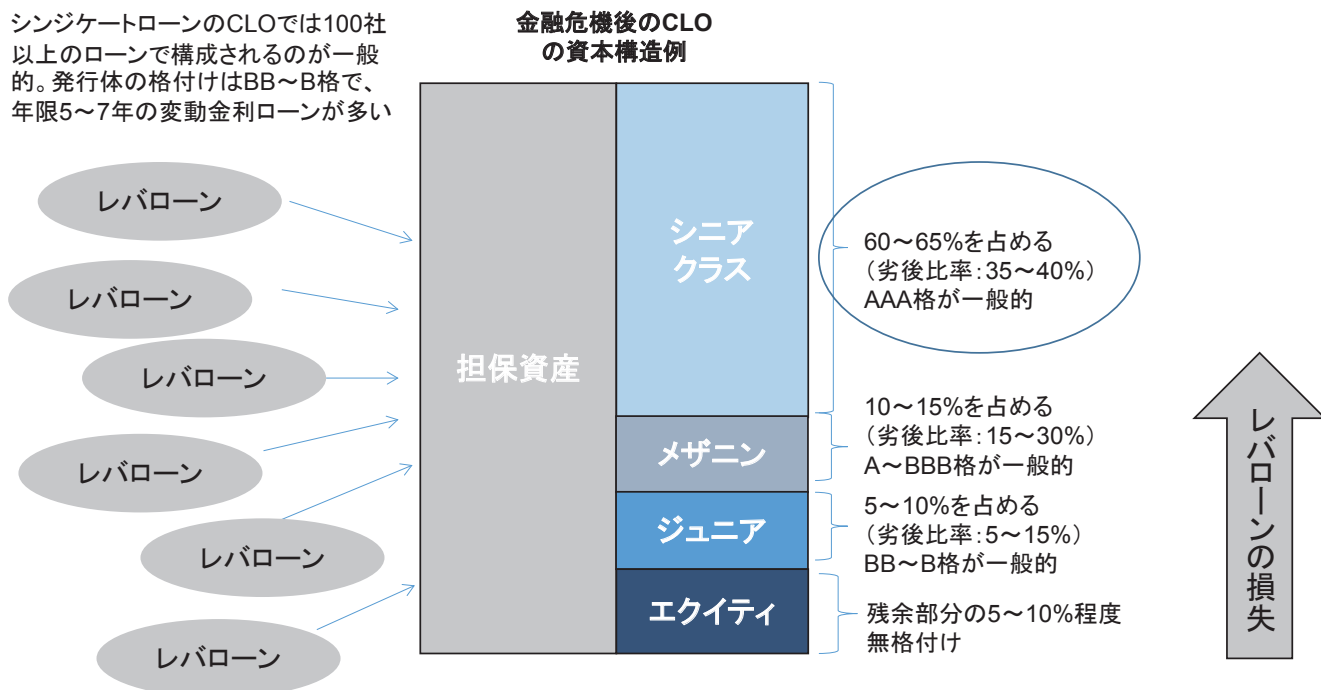 シンジケートローンのCLOでは100社
以上のローンで構成されるのが一般
的。発行体の格付けはBB～B格で、
年限5～7年の変動金利ローンが多い
金融危機後のCLO
の資本構造例
レバローン
レバローン
レバローン
レバローン
レバローン
レバローン
担保資産
シニア
クラス
メザニン
ジュニア
エクイティ
60～65%を占める
（劣後比率：35～40%）
AAA格が一般的
10～15%を占める
（劣後比率：15～30%）
A～BBB格が一般的
5～10%を占める
（劣後比率：5～15%）
BB～B格が一般的
残余部分の5～10%程度
無格付け
レバローンの損失